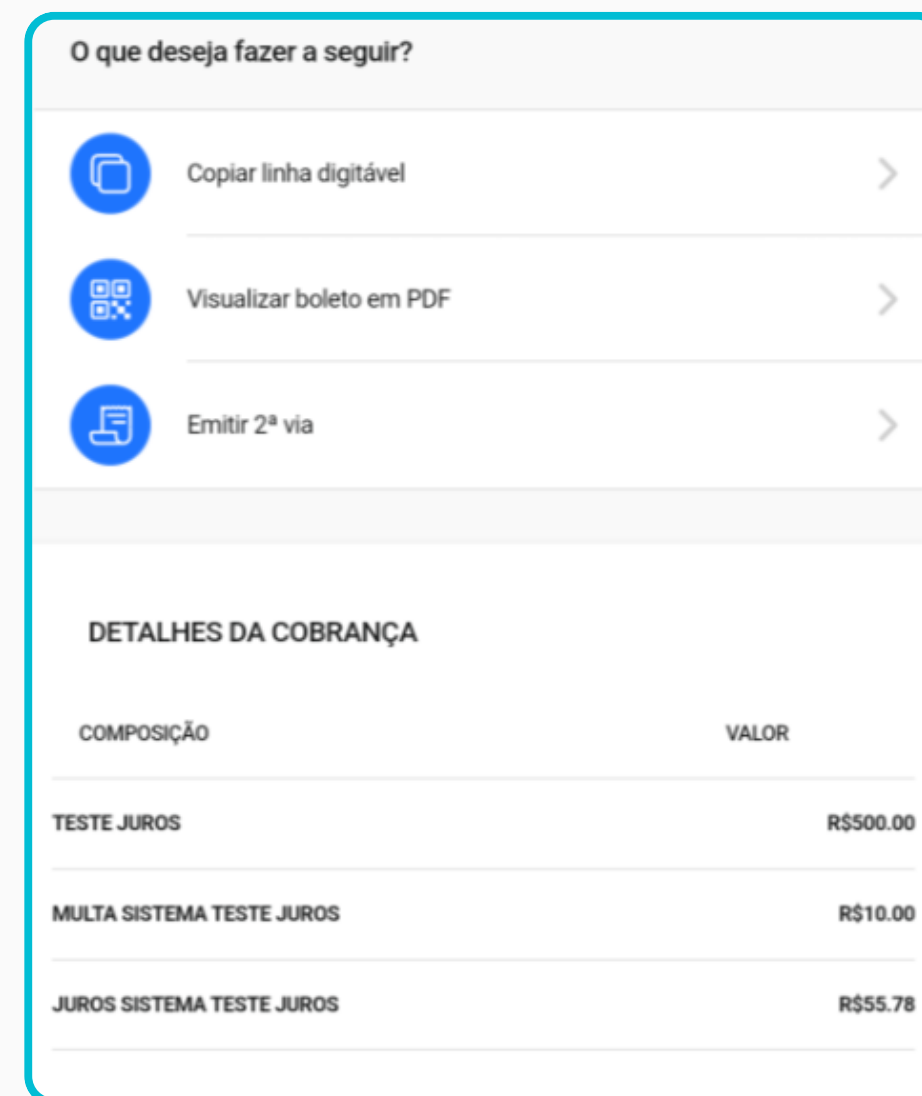 O que deseja fazer a seguir?
Copiar linha digitável
Visualizar boleto em PDF
Emitir 2ª via
DETALHES DA COBRANÇA
COMPOSIÇÃO VALOR
TESTE JUROS R$500.00
MULTA SISTEMA TESTE JUROS R$10.00
JUROS SISTEMA TESTE JUROS R$55.78